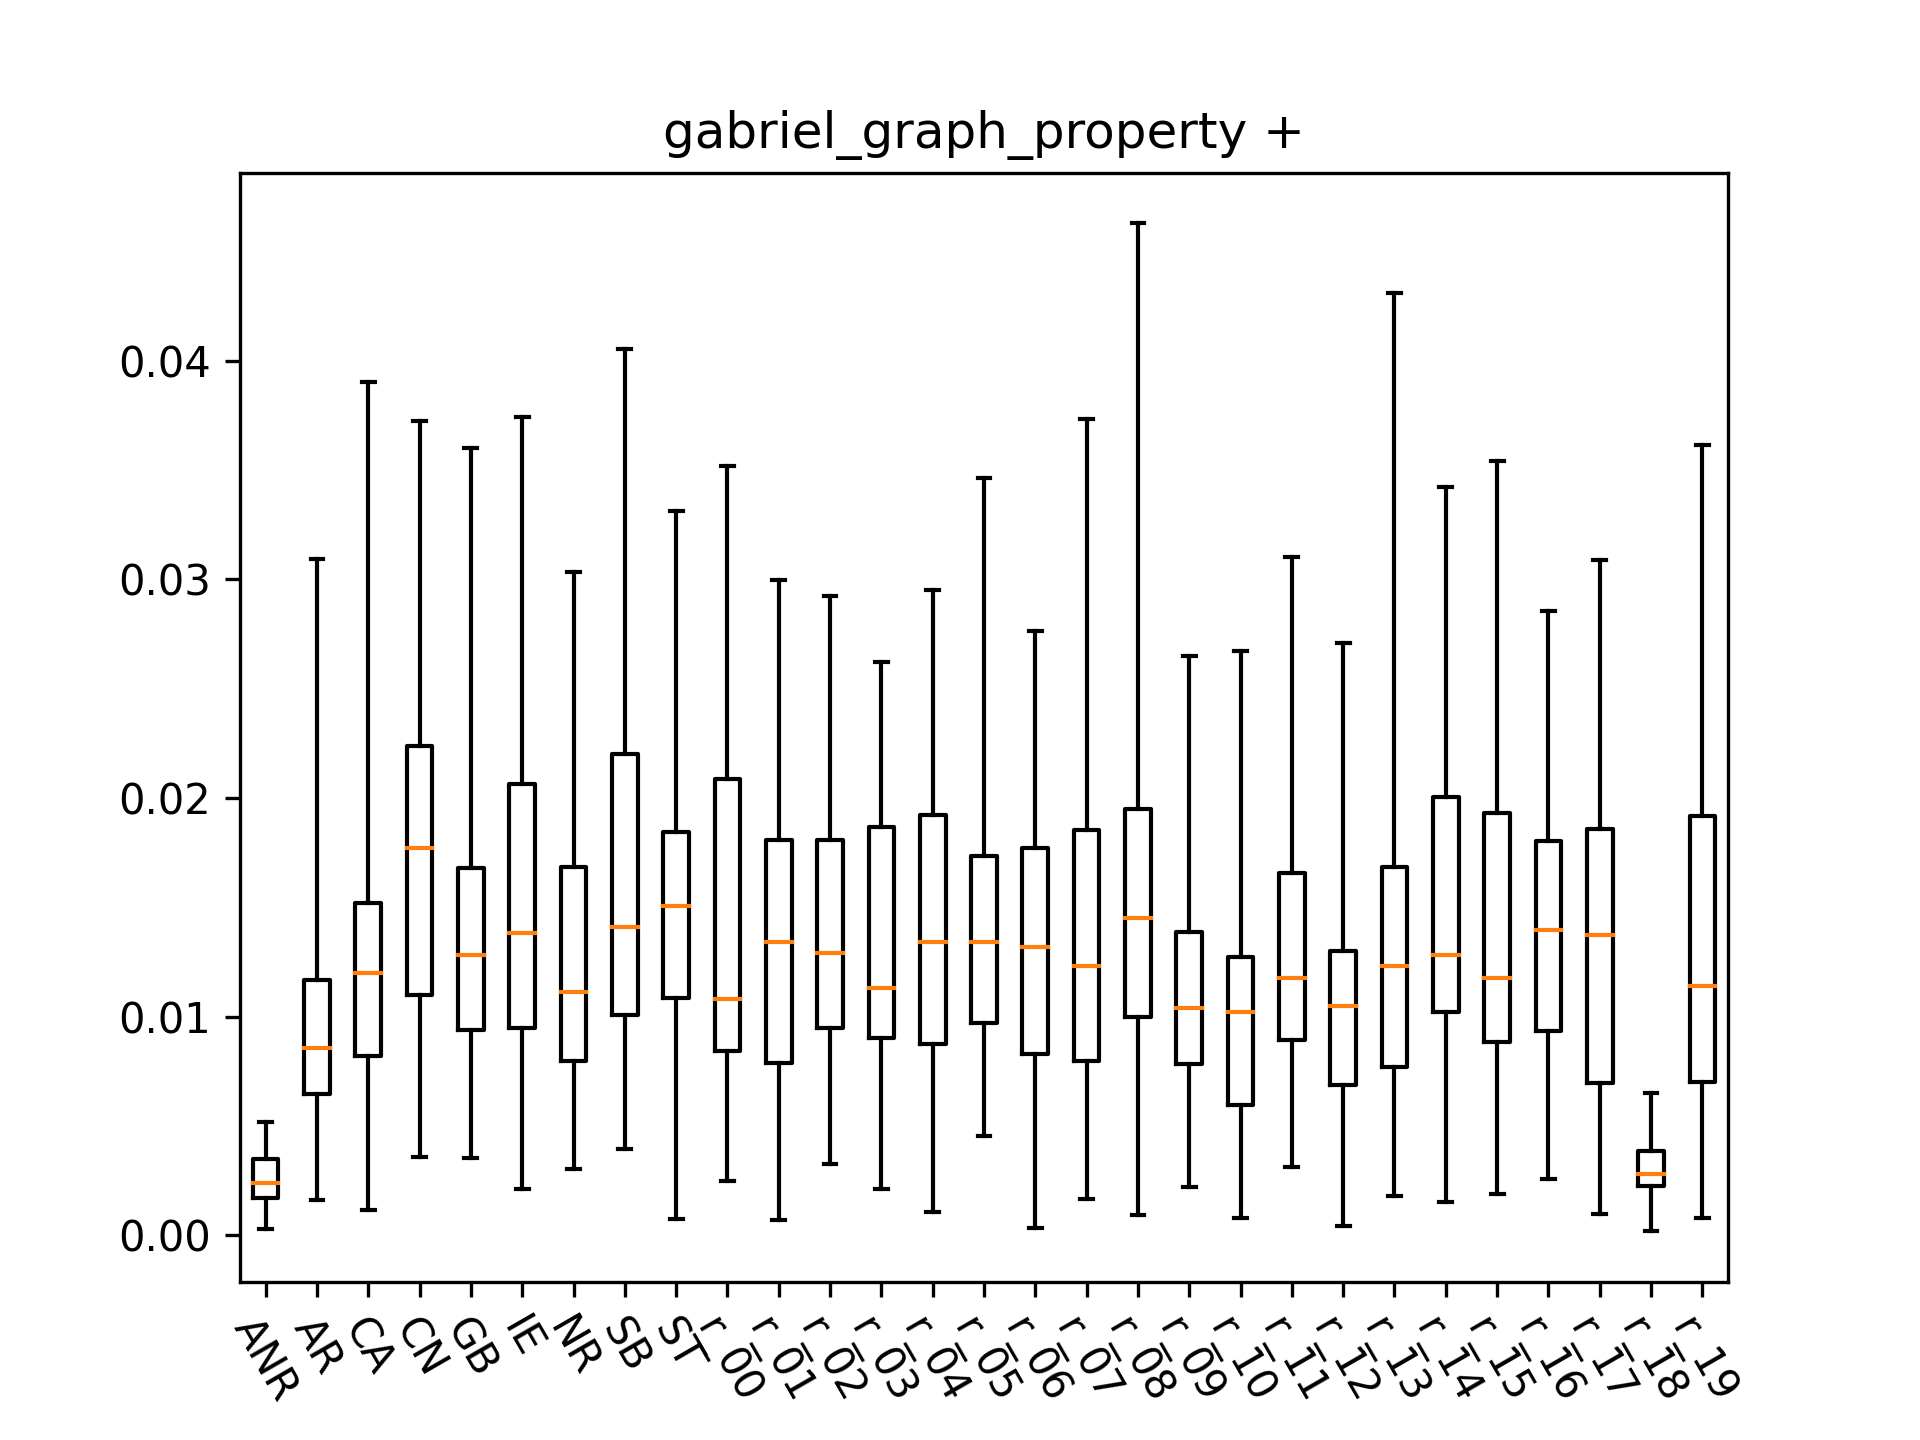 gabriel_graph_property +
0.04
0.03
0.02
0.01
0.00
ANR
AR
CA
CN
GB
IE
NR
SB
ST
r_00
r_01
r_02
r_03
r_04
r_05
r_06
r_07
r_08
r_09
r_10
r_11
r_12
r_13
r_14
r_15
r_16
r_17
r_18
r_19